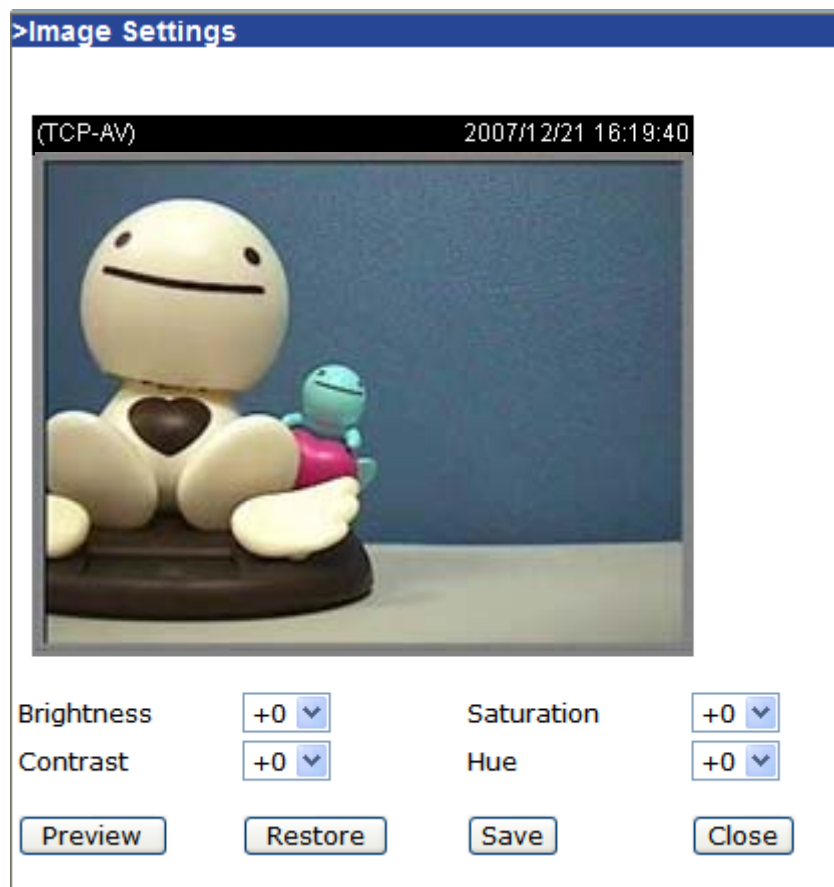 >Image Settings
(TCP-AV) 2007/12/21 16:19:40
Brightness +0 Saturation +0
Contrast +0 Hue +0
Preview Restore Save Close